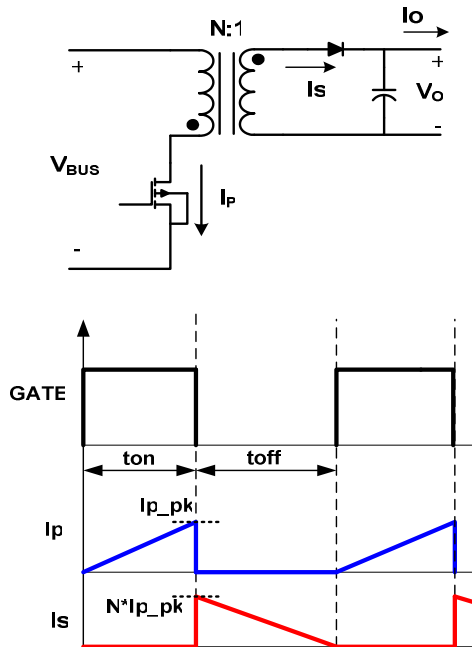 N:1
Io
+
+
Is
Vo
-
VBUS
IP
-
GATE
ton
toff
Ip_pk
Ip
N*Ip_pk
Is